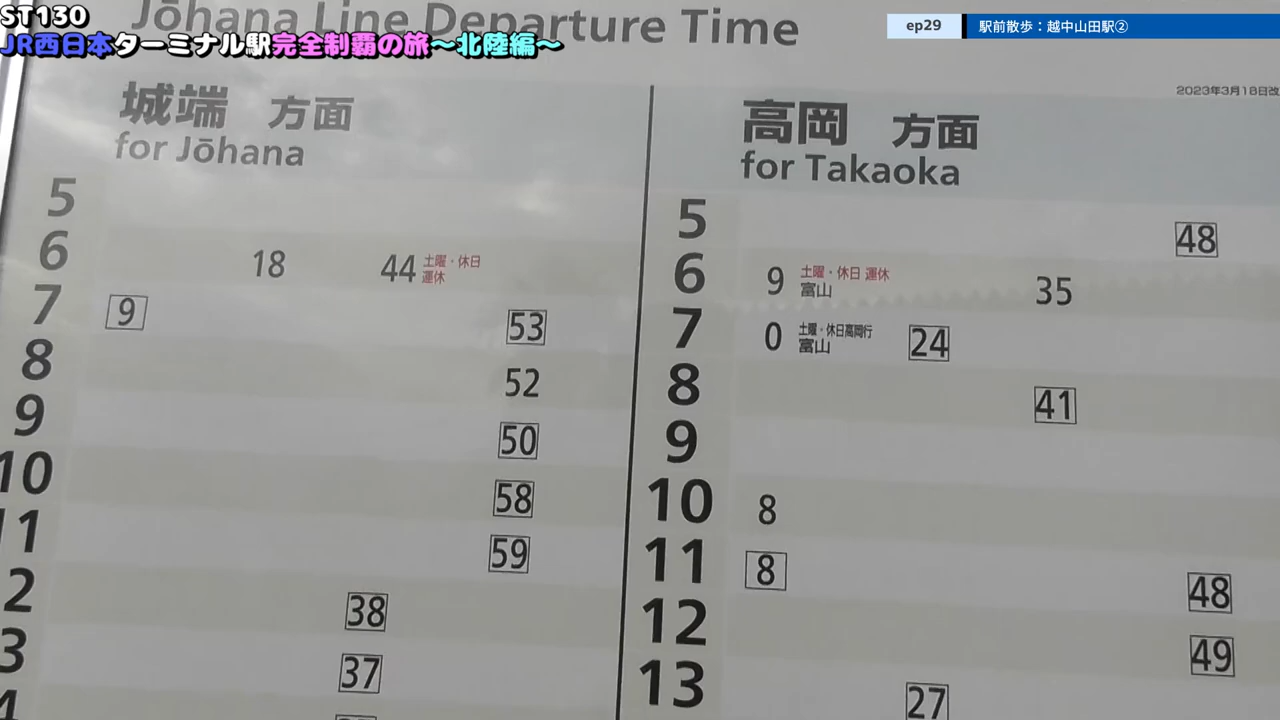 Jōhana Line Departure Time
ST130
JR西日本ターミナル駅完全制覇の旅～北陸編～
ep29 駅前散歩：越中山田駅②
2023年3月18日改
城端 方面
for Jōhana
5
6 18 44 土曜・休日
運休
7 9 53
8 52
9 50
10 58
11 59
2 38
3 37
高岡 方面
for Takaoka
5 48
6 9 土曜・休日 運休
富山 35
7 0 土曜・休日高岡行
富山 24
8 41
9
10 8
11 8 48
12 49
13 27